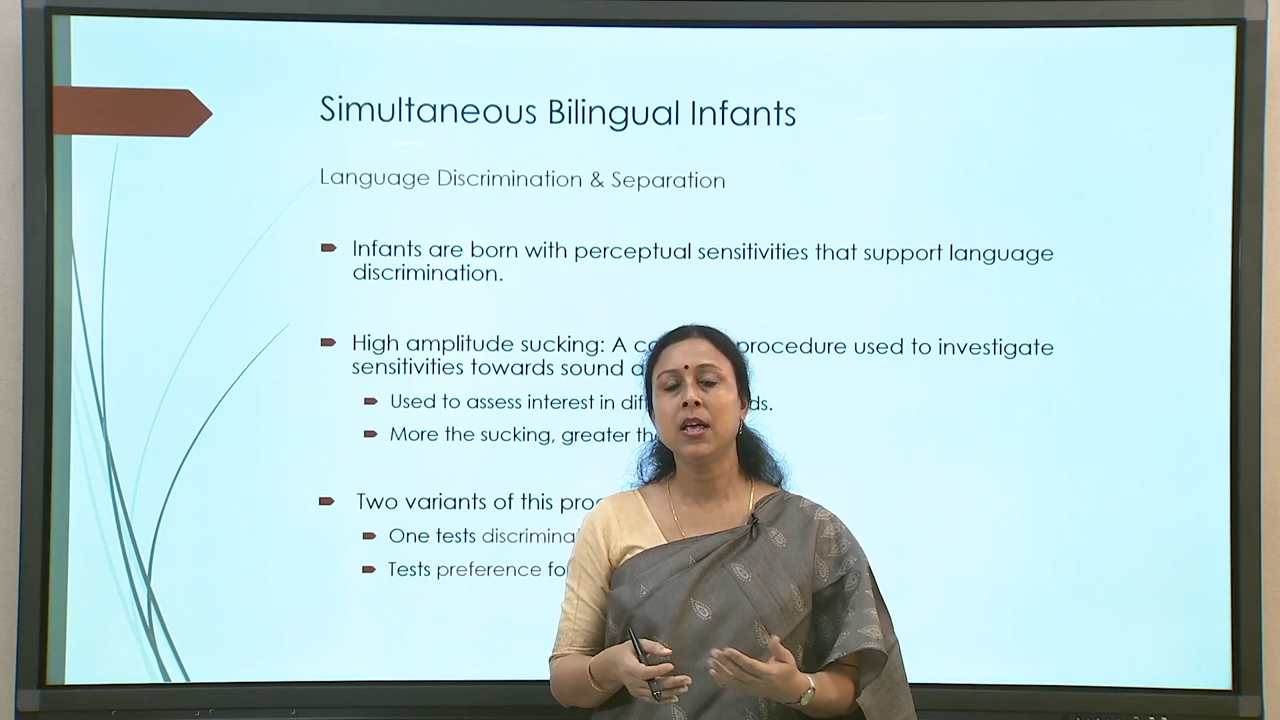 Simultaneous Bilingual Infants
Language Discrimination & Separation
Infants are born with perceptual sensitivities that support language
discrimination.
High amplitude sucking: A procedure used to investigate
sensitivities towards sound
Used to assess interest in
More the sucking, greater
Two variants of this
One tests
Tests preference